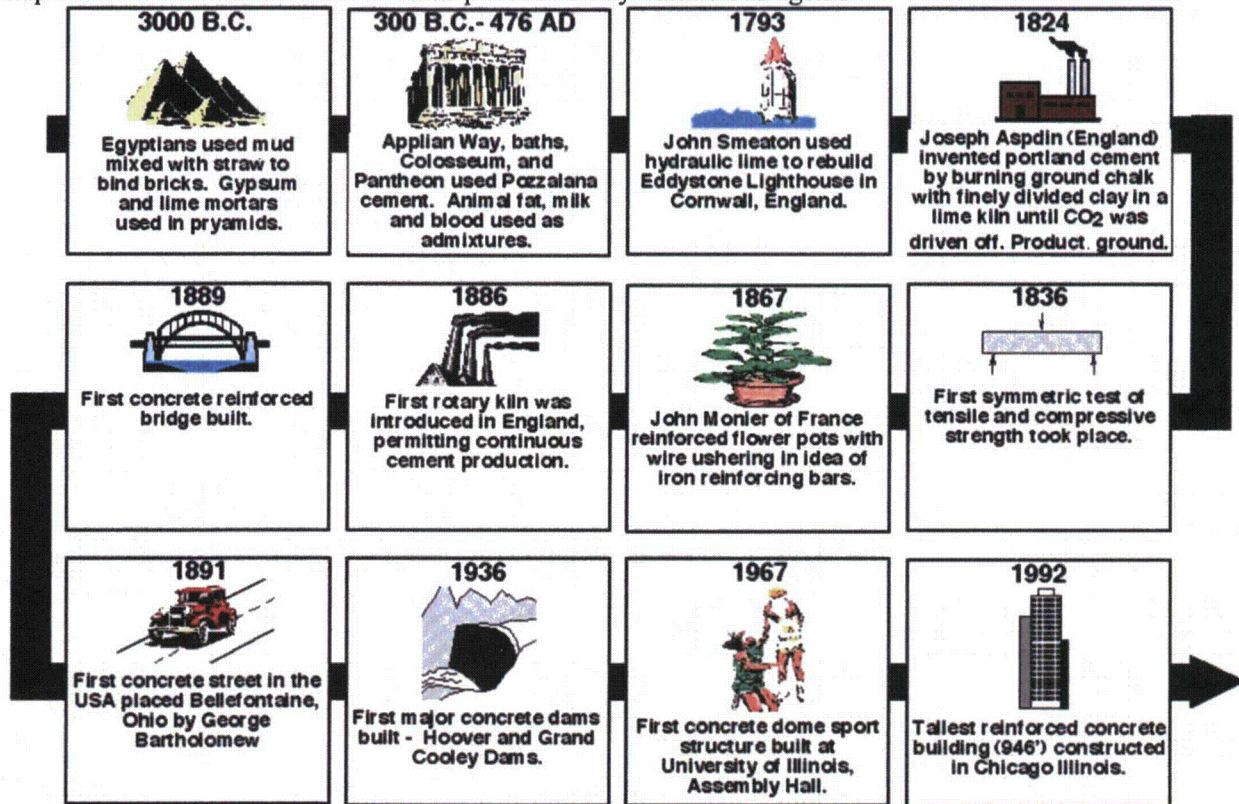 3000 B.C.
Egyptians used mud
mixed with straw to
bind bricks. Gypsum
and lime mortars
used in pryamids.
300 B.C.- 476 AD
Applian Way, baths,
Colosseum, and
Pantheon used Pozzalana
cement. Animal fat, milk
and blood used as
admixtures.
1793
John Smeaton used
hydraulic lime to rebuild
Eddystone Lighthouse in
Cornwall, England.
1824
Joseph Aspdin (England)
invented portland cement
by burning ground chalk
with finely divided clay in a
lime kiln until CO2 was
driven off. Product. ground.
1836
First symmetric test of
tensile and compressive
strength took place.
1867
John Monier of France
reinforced flower pots with
wire ushering in idea of
iron reinforcing bars.
1886
First rotary kiln was
introduced in England,
permitting continuous
cement production.
1889
First concrete reinforced
bridge built.
1891
First concrete street in the
USA placed Bellefontaine,
Ohio by George
Bartholomew
1936
First major concrete dams
built - Hoover and Grand
Cooley Dams.
1967
First concrete dome sport
structure built at
University of Illinois,
Assembly Hall.
1992
Tallest reinforced concrete
building (946') constructed
in Chicago Illinois.